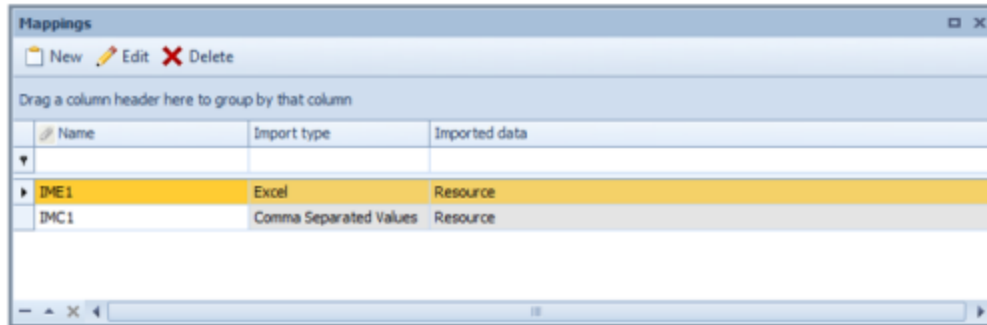 Mappings
New Edit Delete
Drag a column header here to group by that column
Name Import type Imported data
IME1 Excel Resource
IMC1 Comma Separated Values Resource